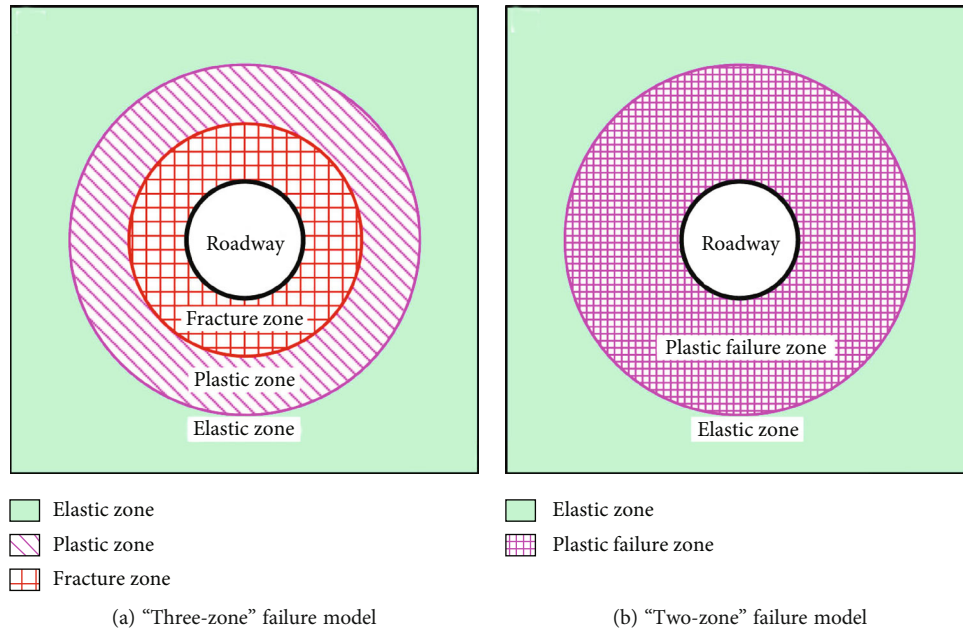 Roadway
Fracture zone
Plastic zone
Elastic zone
Elastic zone
Plastic zone
Fracture zone
(a) “Three-zone” failure model
Roadway
Plastic failure zone
Elastic zone
Elastic zone
Plastic failure zone
(b) “Two-zone” failure model